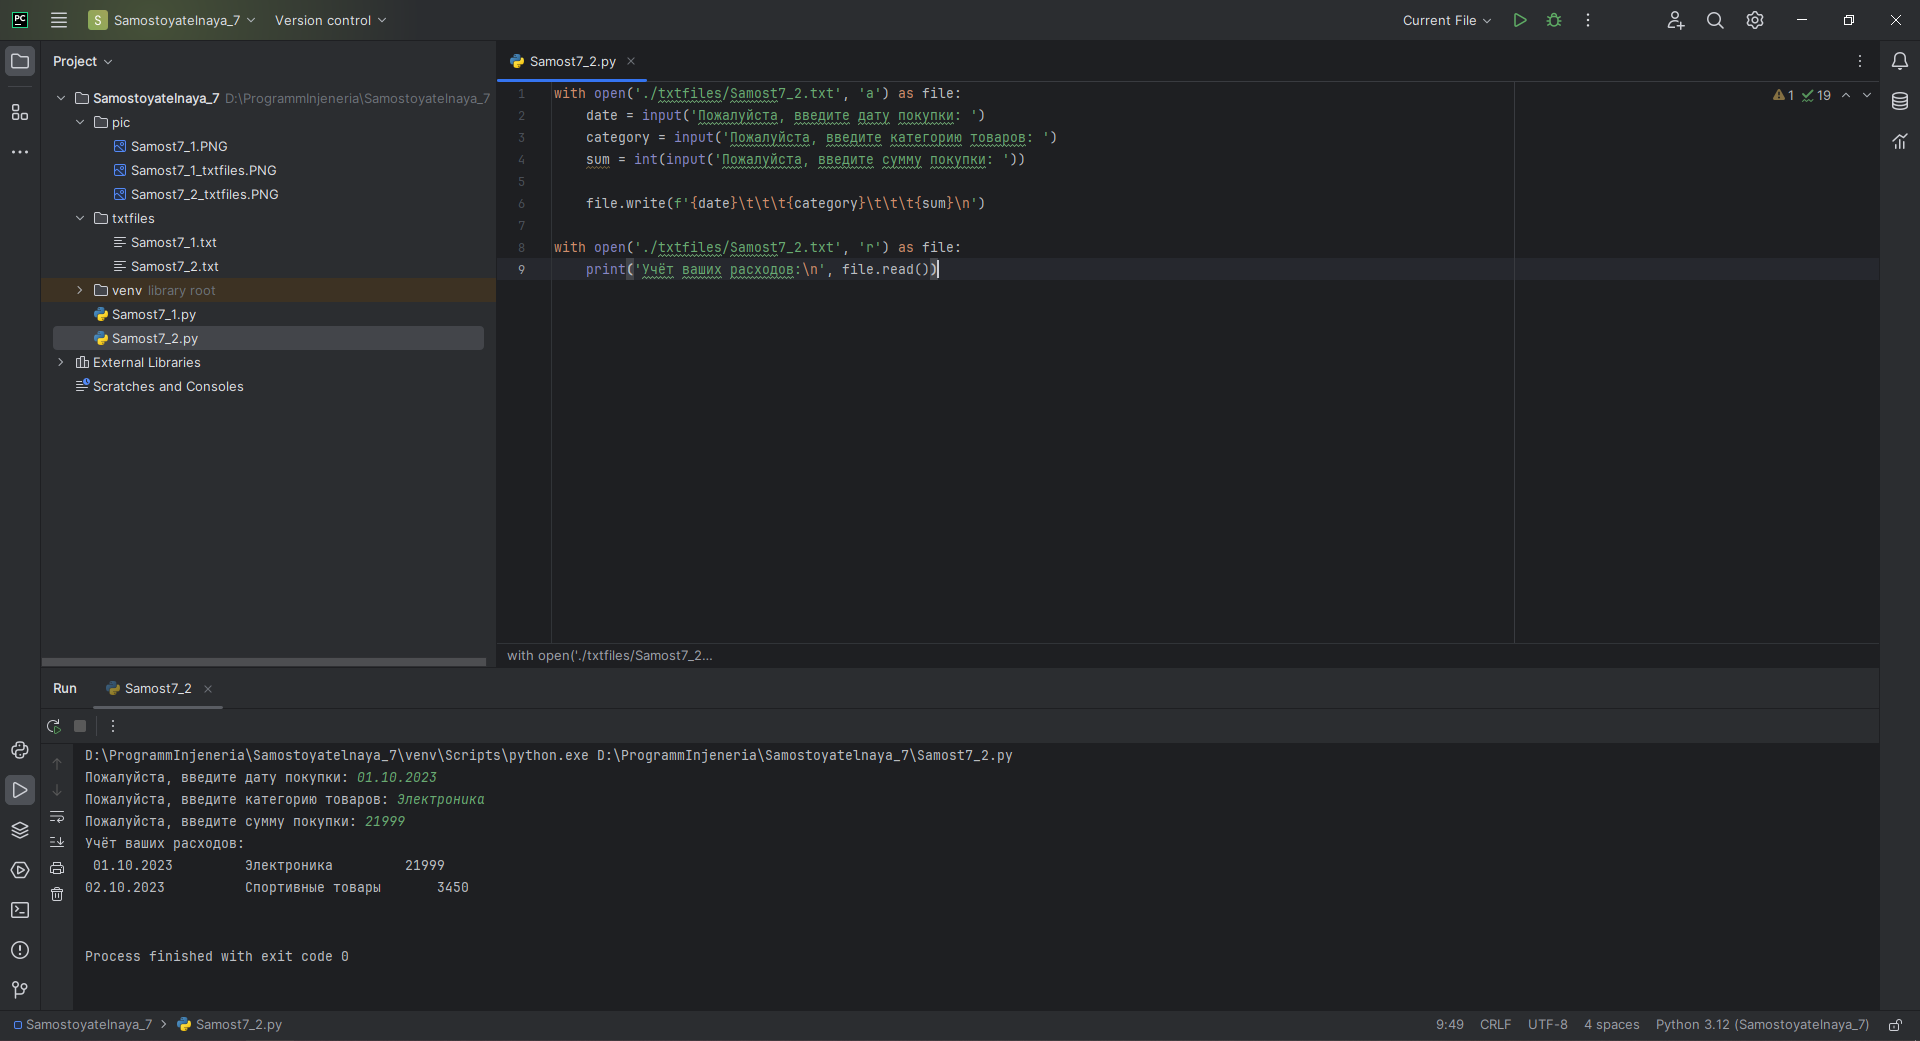 PC
S Samostoyatelnaya_7
Version control
Current File
Project
Samostoyatelnaya_7 D:\ProgrammInjeneria\Samostoyatelnaya_7
pic
Samost7_1.PNG
Samost7_1_txtfiles.PNG
Samost7_2_txtfiles.PNG
txtfiles
Samost7_1.txt
Samost7_2.txt
venv library root
Samost7_1.py
Samost7_2.py
External Libraries
Scratches and Consoles
Samost7_2.py
1 with open('./txtfiles/Samost7_2.txt', 'a') as file:
2 date = input('Пожалуйста, введите дату покупки: ')
3 category = input('Пожалуйста, введите категорию товаров: ')
4 sum = int(input('Пожалуйста, введите сумму покупки: '))
5
6 file.write(f'{date}\t\t\t{category}\t\t\t{sum}\n')
7
8 with open('./txtfiles/Samost7_2.txt', 'r') as file:
9 print('Учёт ваших расходов:\n', file.read())
1 19
with open('./txtfiles/Samost7_2...
Run Samost7_2
D:\ProgrammInjeneria\Samostoyatelnaya_7\venv\Scripts\python.exe D:\ProgrammInjeneria\Samostoyatelnaya_7\Samost7_2.py
Пожалуйста, введите дату покупки: 01.10.2023
Пожалуйста, введите категорию товаров: Электроника
Пожалуйста, введите сумму покупки: 21999
Учёт ваших расходов:
01.10.2023 Электроника 21999
02.10.2023 Спортивные товары 3450
Process finished with exit code 0
Samostoyatelnaya_7 > Samost7_2.py
9:49 CRLF UTF-8 4 spaces Python 3.12 (Samostoyatelnaya_7)